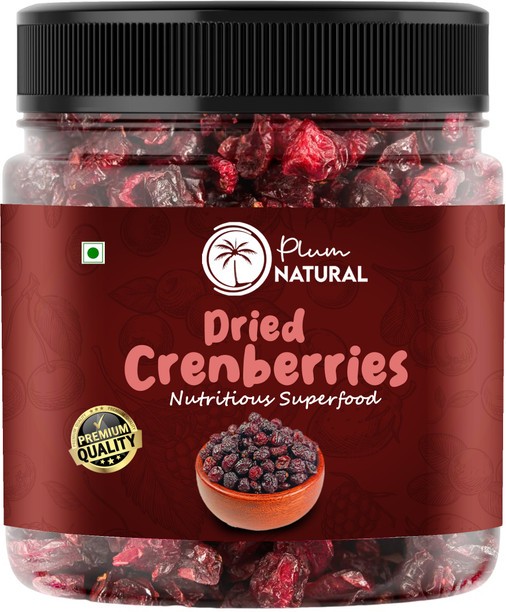 Plum
NATURAL
Dried
Crenberries
Nutritious Superfood
PREMIUM
QUALITY